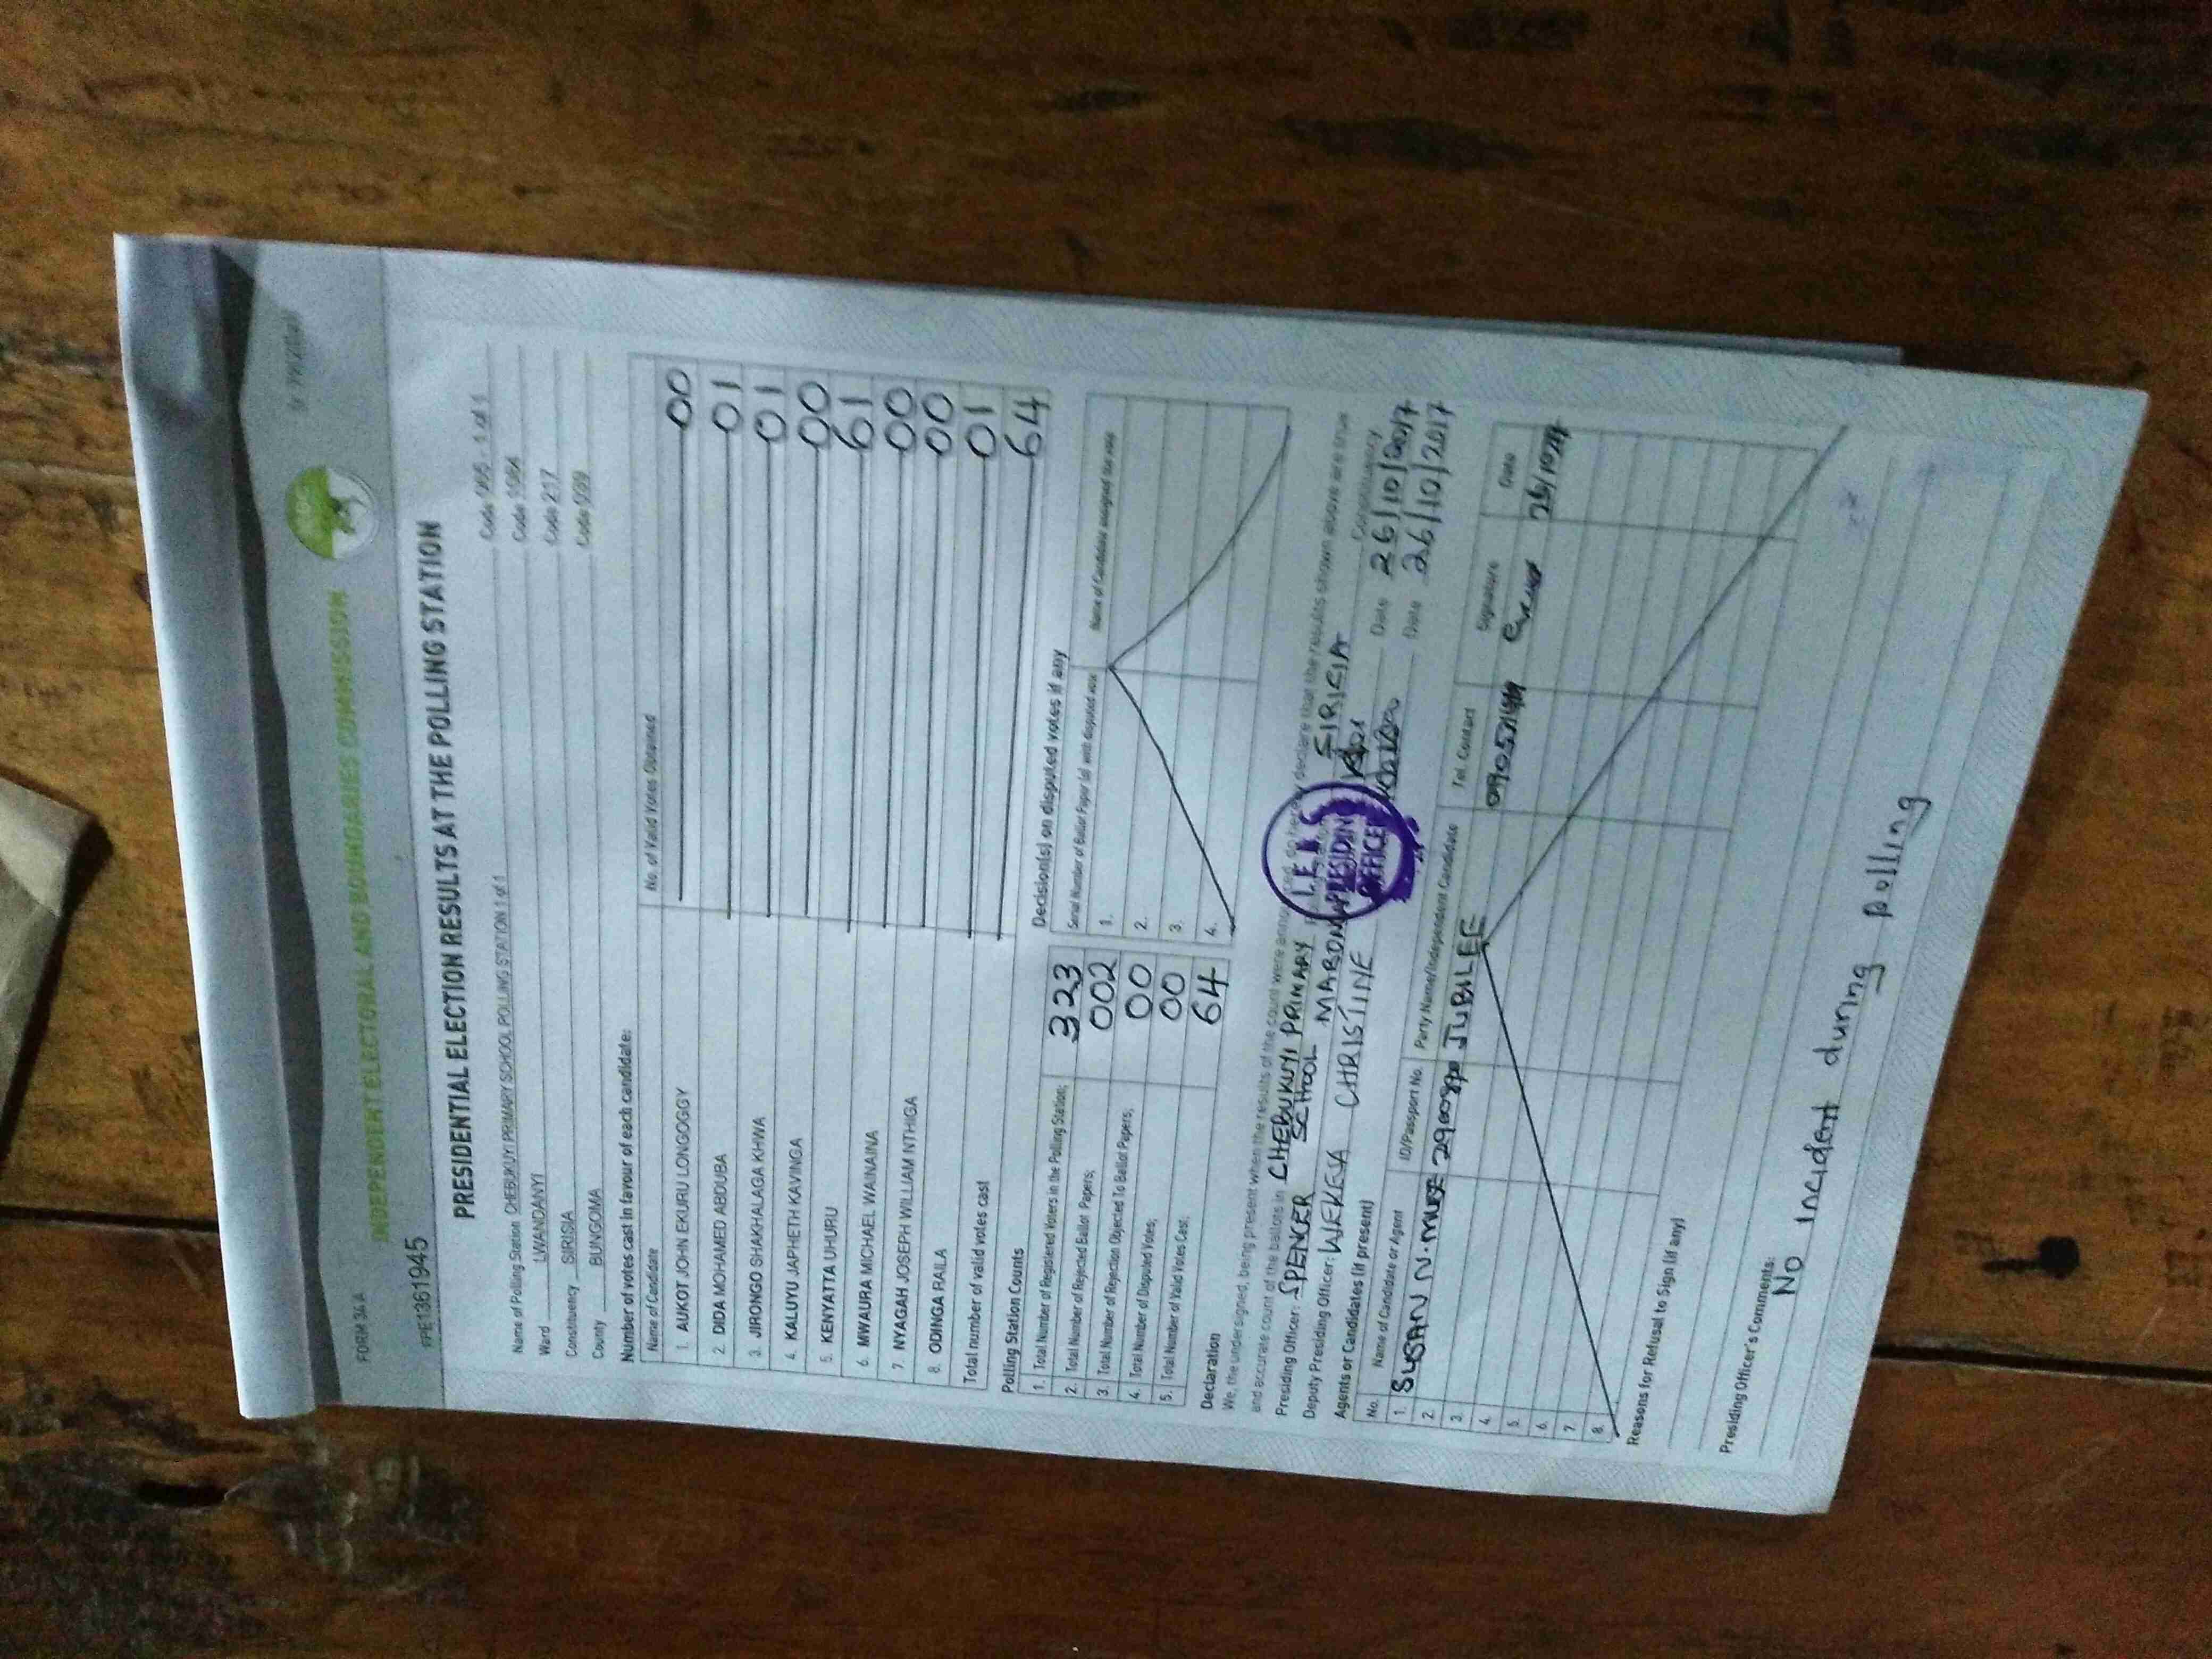 FORM 34 A
INDEPENDENT ELECTORAL AND BOUNDARIES COMMISSION
PRE1361945
PRESIDENTIAL ELECTION RESULTS AT THE POLLING STATION
Name of Polling Station CHEBUKUYI PRIMARY SCHOOL POLLING STATION 1 of 1 Code 065 - 1 of 1
Ward LWANDANYI Code 1084
Constituency SIRISIA Code 217
County BUNGOMA Code 039
Number of votes cast in favour of each candidate:
Name of Candidate No. of Valid Votes Obtained
1. AUKOT JOHN EKURU LONGOGGY 00
2. DIDA MOHAMED ABDUBA 01
3. JIRONGO SHAKHALAGA KHWA 01
4. KALUYU JAPHETH KAVINGA 00
5. KENYATTA UHURU 61
6. MWAURA MICHAEL WAINAINA 00
7. NYAGAH JOSEPH WILLIAM NTHIGA 00
8. ODINGA RAILA 01
Total number of valid votes cast 64
Polling Station Counts
1. Total Number of Registered Voters in the Polling Station; 323
2. Total Number of Rejected Ballot Papers; 002
3. Total Number of Rejection Objected To Ballot Papers; 00
4. Total Number of Disputed Votes; 00
5. Total Number of Valid Votes Cast; 64
Decision(s) on disputed votes if any
Serial Number of Ballot Paper (s) with disputed vote Name of Candidate assigned the vote
1.
2.
3.
4.
Declaration
We, the undersigned, being present when the results of the count were announced, do hereby declare that the results shown above are true
and accurate count of the ballots in CHEBUKUYI PRIMARY SCHOOL SIRISIA Constituency
Presiding Officer: SPENCER MABONGA Date 26/10/2017
Deputy Presiding Officer: WEKESA CHRISTINE Date 26/10/2017
IEBC
PRESIDING
OFFICER
Agents or Candidates (if present)
No. Name of Candidate or Agent ID/Passport No. Party Name/Independent Candidate Tel. Contact Signature Date
1. SUSAN N. JUBILEE
2.
3.
4.
5.
6.
7.
8.
Reasons for Refusal to Sign (if any)
Presiding Officer's Comments:
No Incident during polling